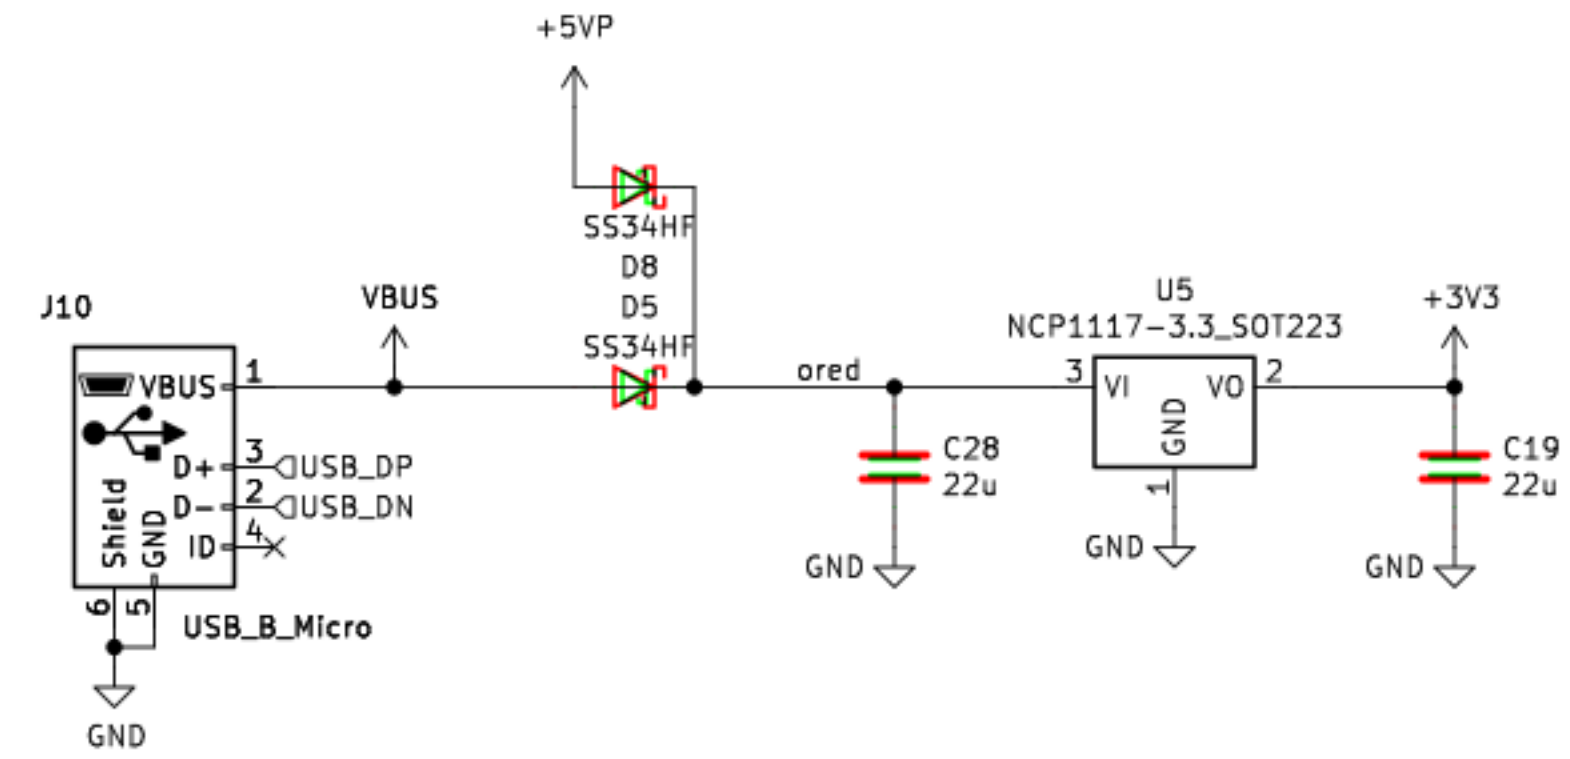 +5VP
SS34HF
D8
D5
SS34HF
VBUS
J10
VBUS
1
D+
3
USB_DP
D-
2
USB_DN
ID
4
Shield
GND
6
5
USB_B_Micro
GND
ored
C28
22u
GND
U5
NCP1117-3.3_SOT223
3
VI
VO
2
GND
1
GND
+3V3
C19
22u
GND